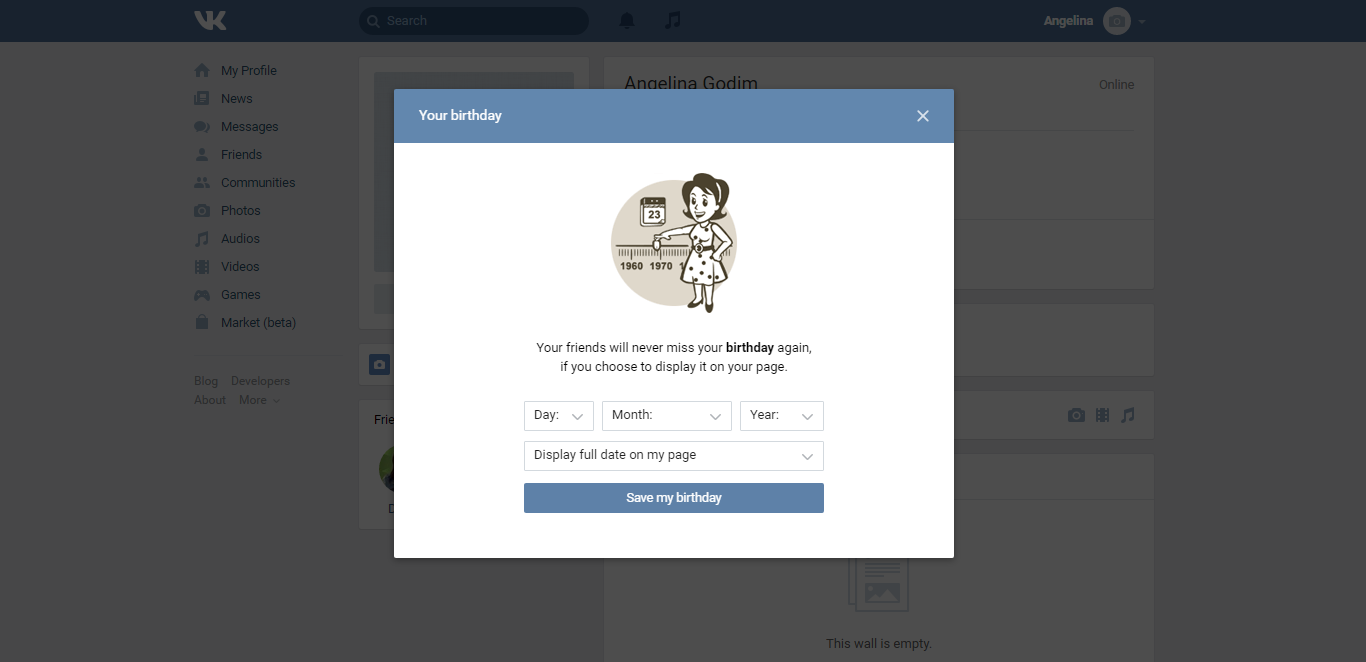 VK
Search
Angelina
My Profile
News
Messages
Friends
Communities
Photos
Audios
Videos
Games
Market (beta)
Blog Developers
About More
Angelina Godim
Online
Your birthday
23
1960 1970
Your friends will never miss your birthday again,
if you choose to display it on your page.
Day: Month: Year:
Display full date on my page
Save my birthday
This wall is empty.